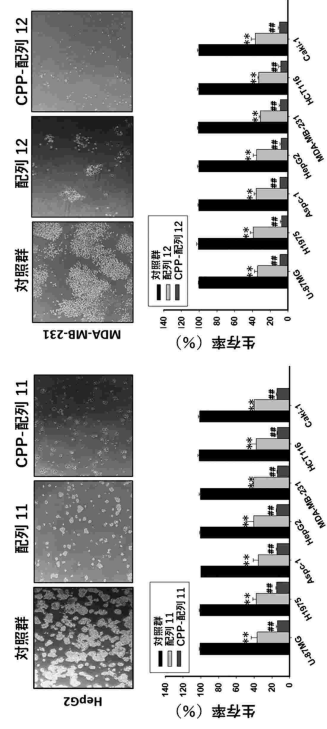 対照群
配列 11
CPP-配列 11
HepG2
生存率 (%)
140
120
100
80
60
40
20
0
対照群
配列 11
CPP-配列 11
**
##
**
##
**
##
**
##
**
##
**
##
**
##
U-87MG
H1975
Aspc-1
HepG2
MDA-MB-231
HCT116
Caki-1
対照群
配列 12
CPP-配列 12
MDA-MB-231
生存率 (%)
140
120
100
80
60
40
20
0
対照群
配列 12
CPP-配列 12
**
##
**
##
**
##
**
##
**
##
**
##
**
##
U-87MG
H1975
Aspc-1
HepG2
MDA-MB-231
HCT116
Caki-1